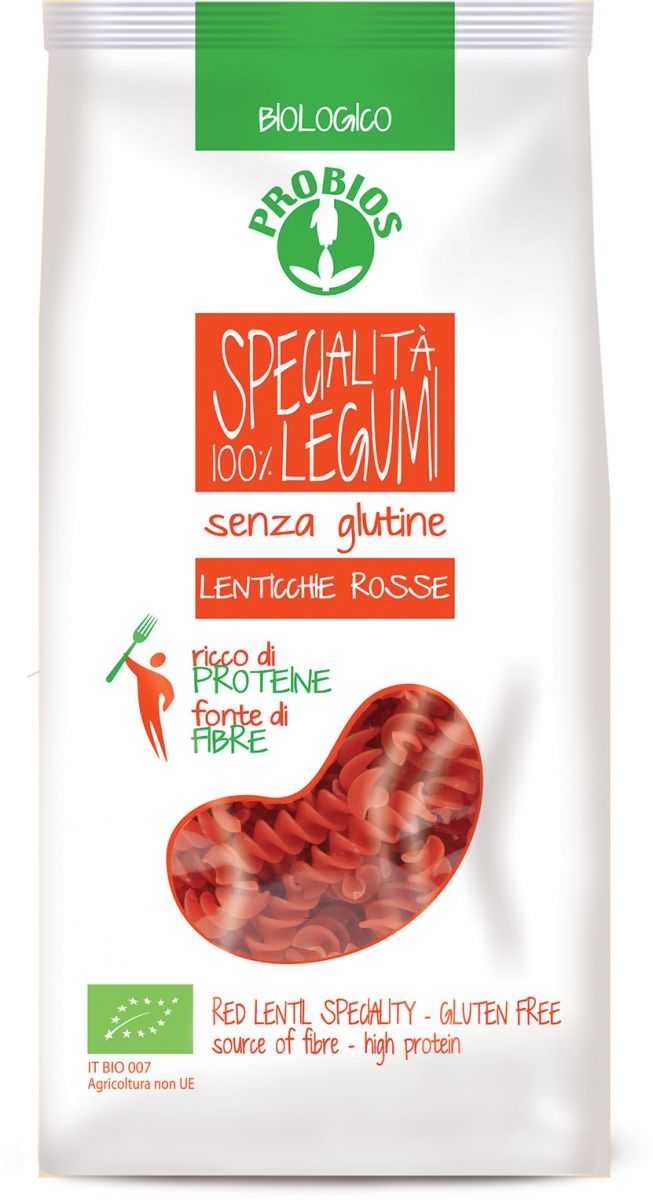 BIOLOGICO
PROBIOS
SPECIALITÀ
100% LEGUMI
senza glutine
LENTICCHIE ROSSE
ricco di
PROTEINE
fonte di
FIBRE
RED LENTIL SPECIALITY - GLUTEN FREE
source of fibre - high protein
IT BIO 007
Agricoltura non UE